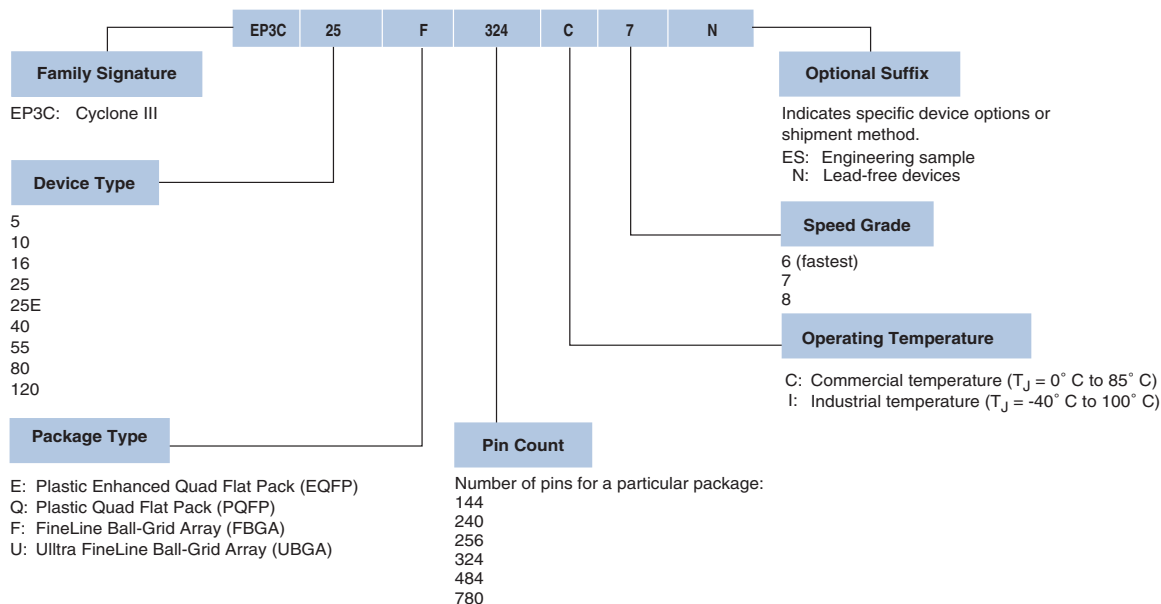 EP3C 25 F 324 C 7 N
Family Signature
EP3C: Cyclone III
Device Type
5
10
16
25
25E
40
55
80
120
Package Type
E: Plastic Enhanced Quad Flat Pack (EQFP)
Q: Plastic Quad Flat Pack (PQFP)
F: FineLine Ball-Grid Array (FBGA)
U: Ulltra FineLine Ball-Grid Array (UBGA)
Pin Count
Number of pins for a particular package:
144
240
256
324
484
780
Optional Suffix
Indicates specific device options or
shipment method.
ES: Engineering sample
N: Lead-free devices
Speed Grade
6 (fastest)
7
8
Operating Temperature
C: Commercial temperature (TJ = 0° C to 85° C)
I: Industrial temperature (TJ = -40° C to 100° C)